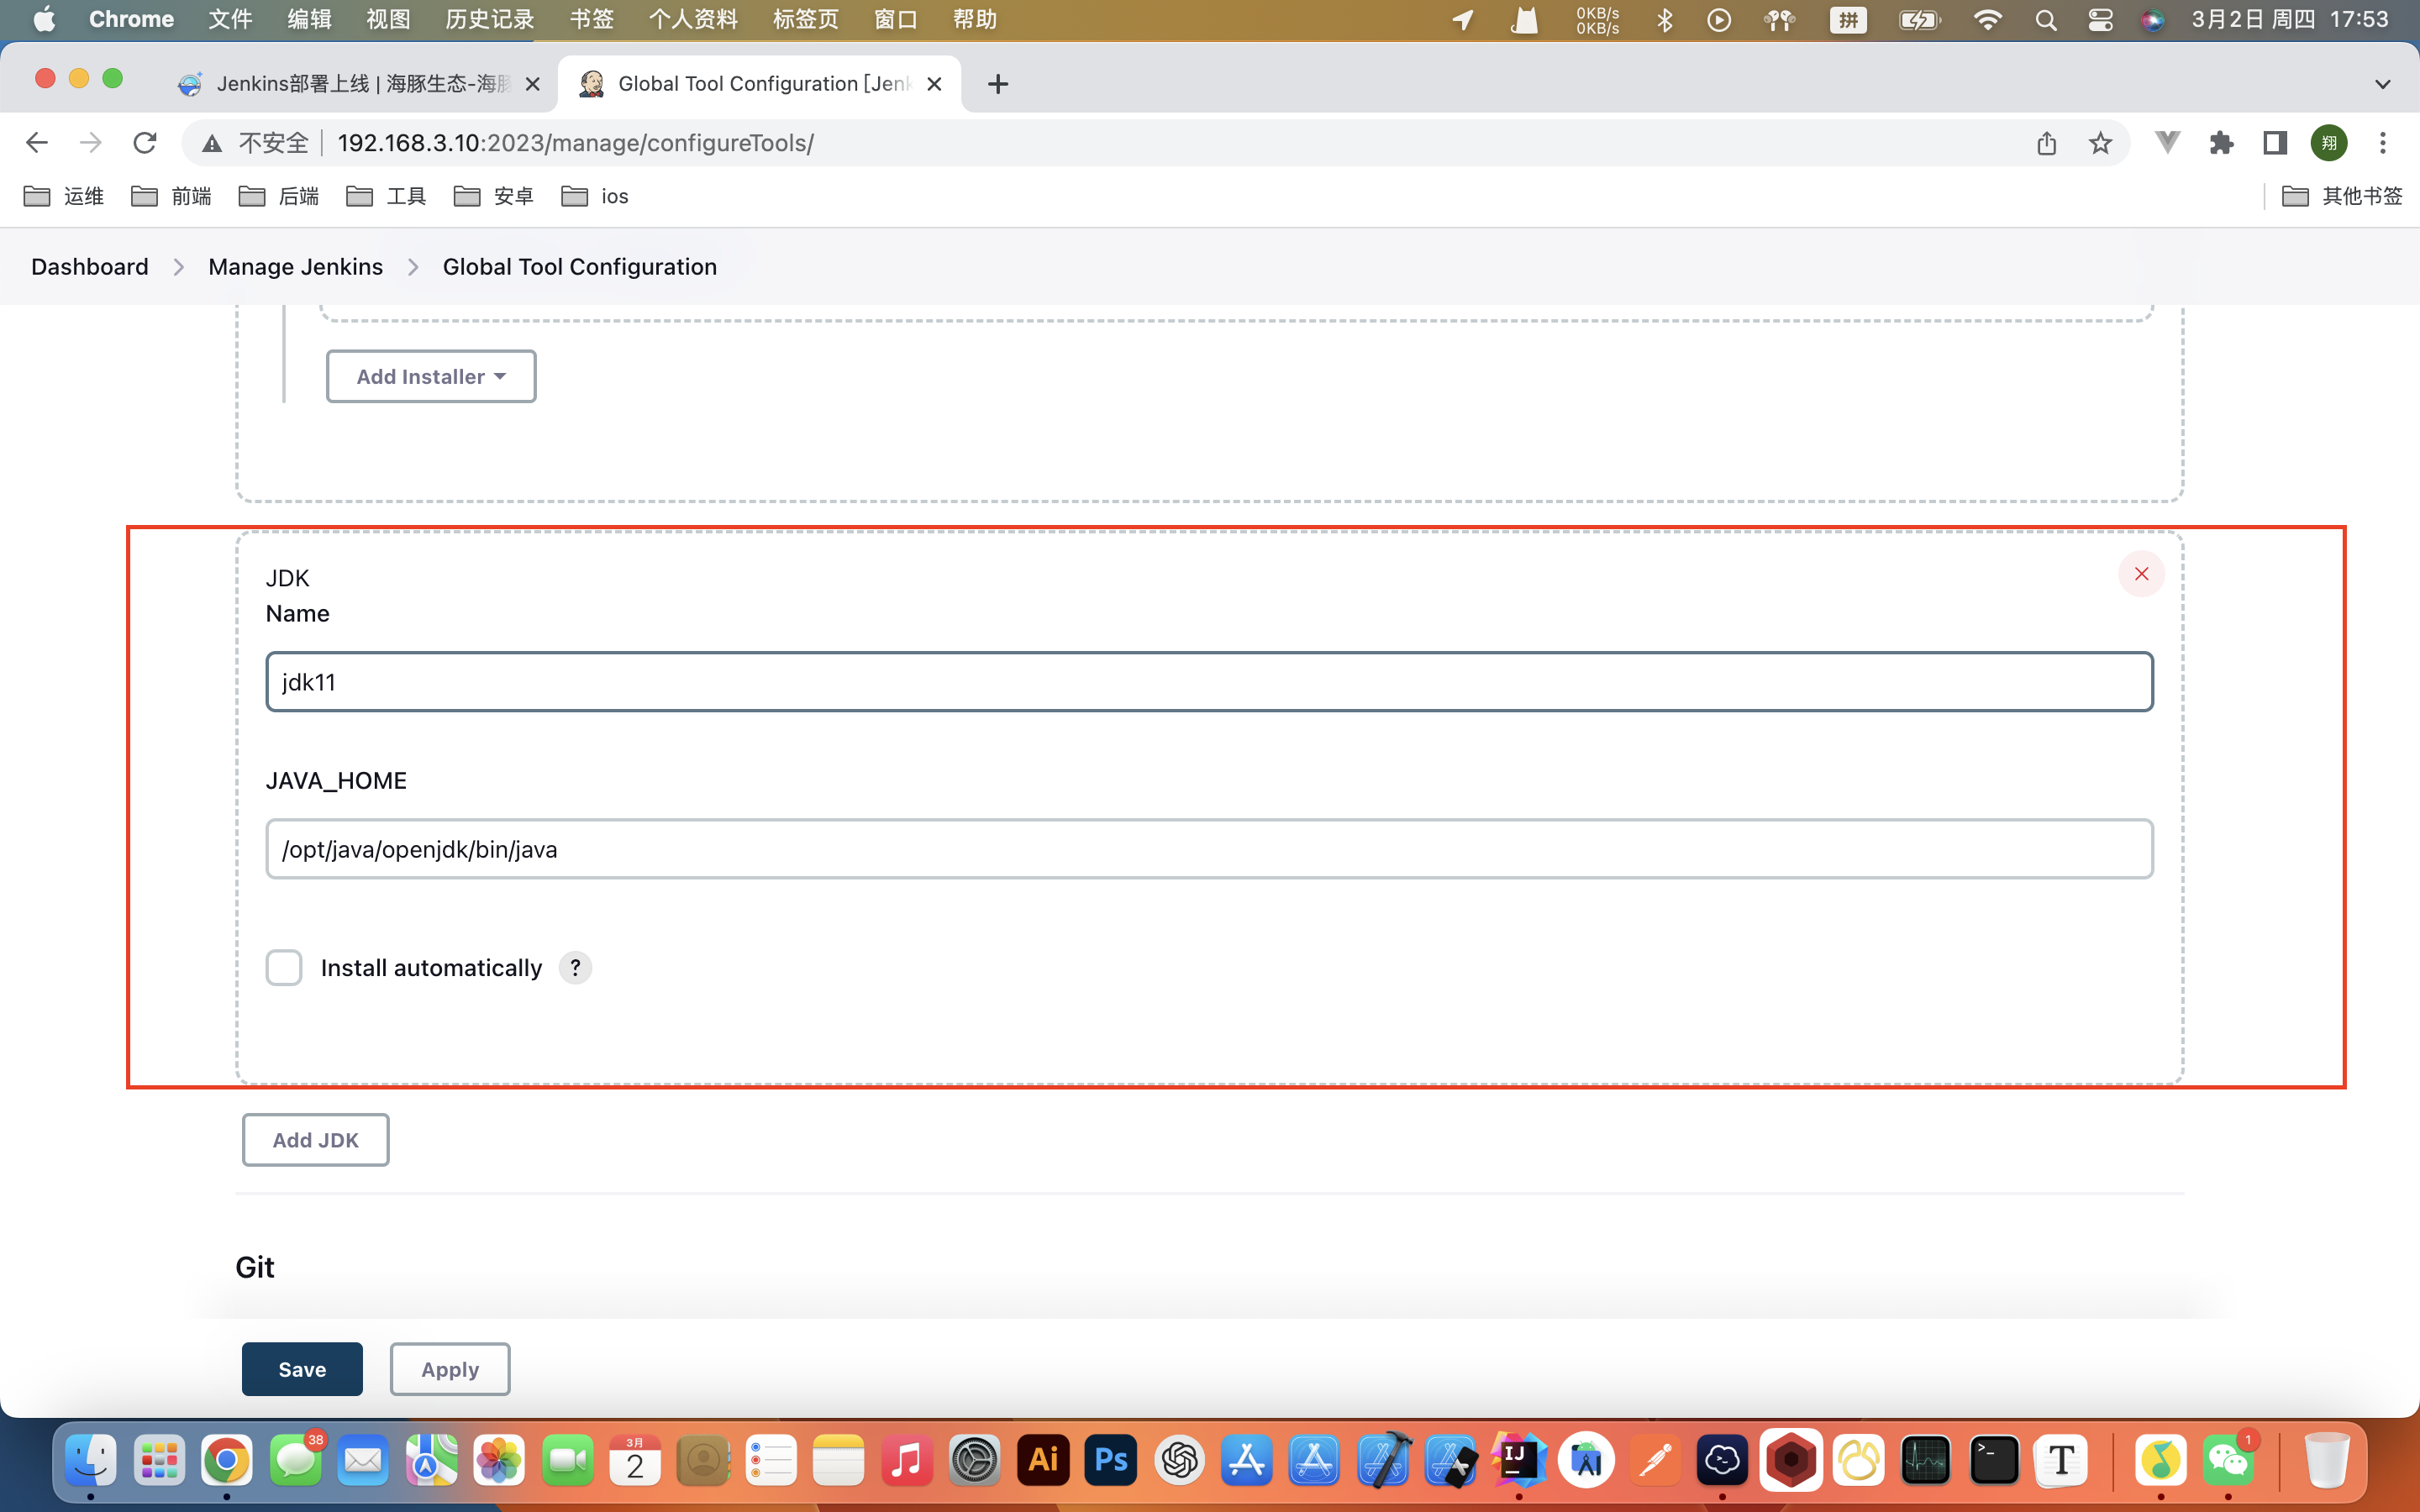 Chrome 文件 编辑 视图 历史记录 书签 个人资料 标签页 窗口 帮助
0KB/s
0KB/s
拼
3月2日 周四 17:53
Jenkins部署上线 | 海豚生态-海豚
Global Tool Configuration [Jenk
不安全 192.168.3.10:2023/manage/configureTools/
翔
运维 前端 后端 工具 安卓 ios 其他书签
Dashboard Manage Jenkins Global Tool Configuration
Add Installer
JDK
Name
jdk11
JAVA_HOME
/opt/java/openjdk/bin/java
Install automatically ?
Add JDK
Git
Save Apply
38
3月
2
Ai
Ps
IJ
T
1